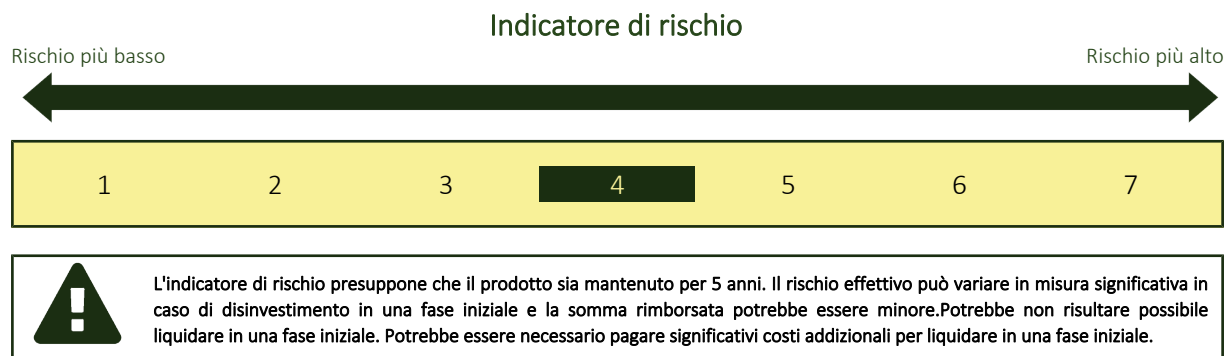 Indicatore di rischio
Rischio più basso
Rischio più alto
1 2 3 4 5 6 7
L'indicatore di rischio presuppone che il prodotto sia mantenuto per 5 anni. Il rischio effettivo può variare in misura significativa in
caso di disinvestimento in una fase iniziale e la somma rimborsata potrebbe essere minore.Potrebbe non risultare possibile
liquidare in una fase iniziale. Potrebbe essere necessario pagare significativi costi addizionali per liquidare in una fase iniziale.